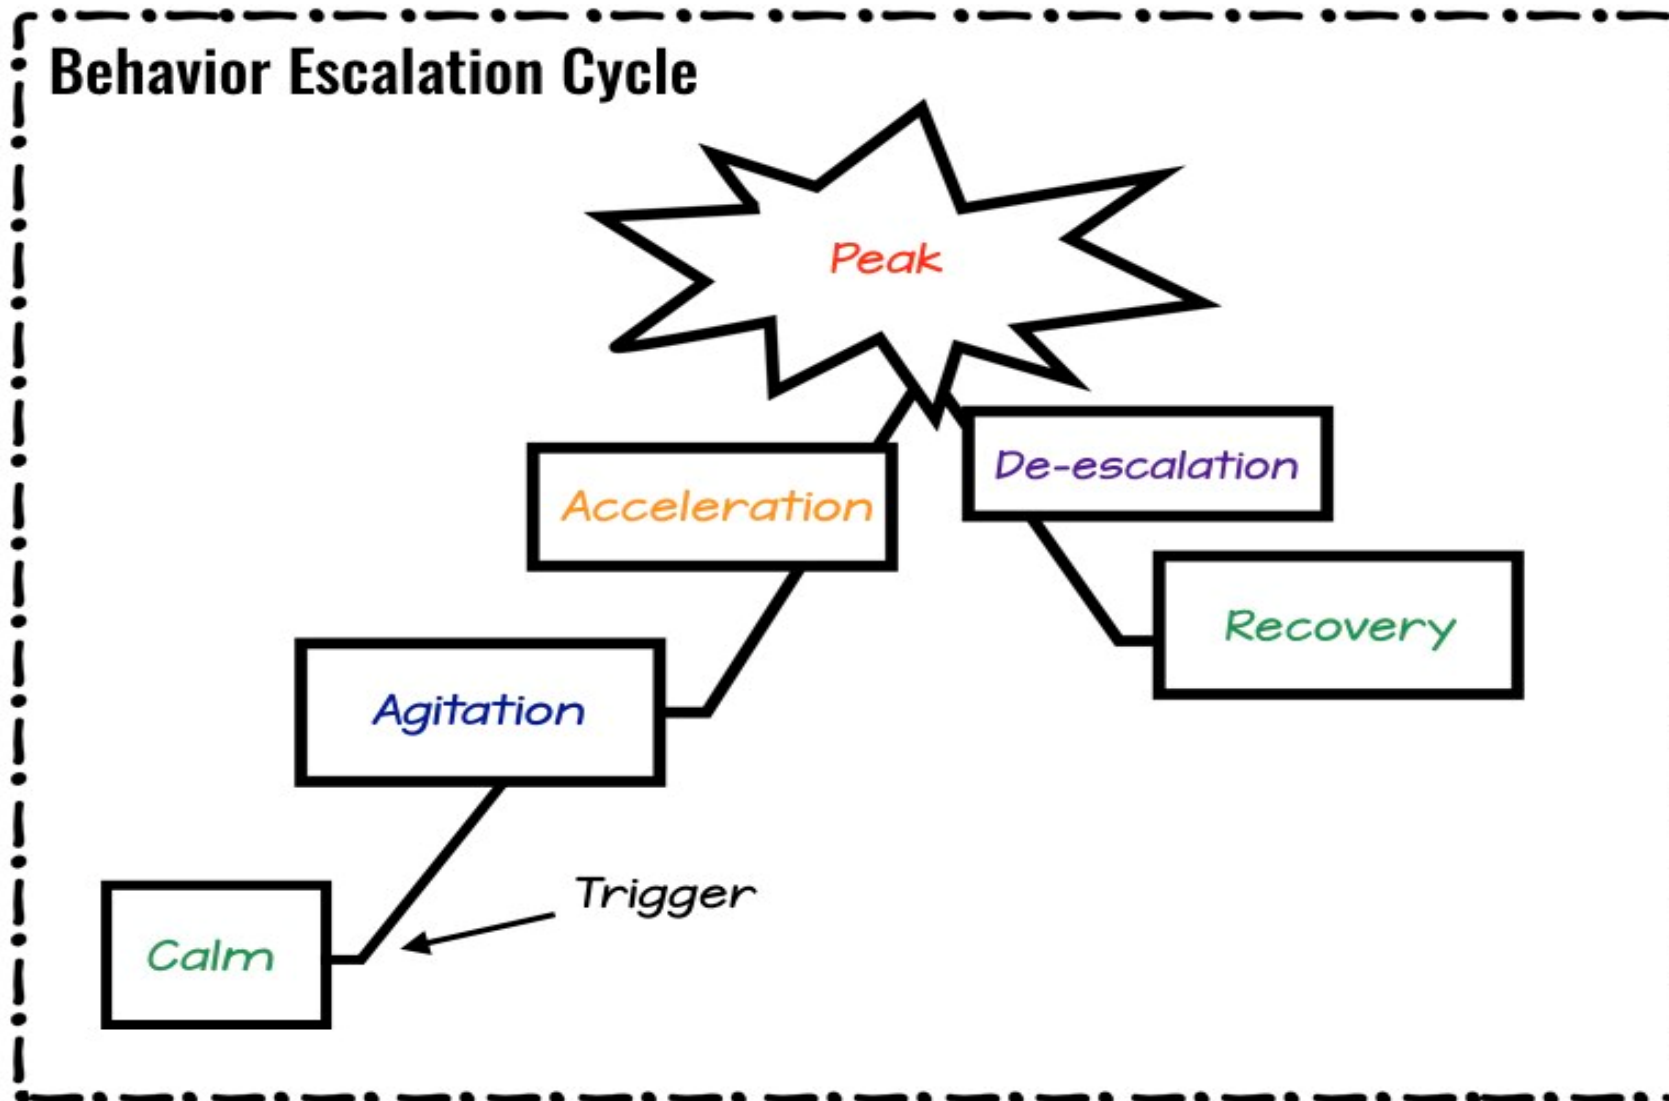 Behavior Escalation Cycle
Peak
De-escalation
Acceleration
Recovery
Agitation
Trigger
Calm